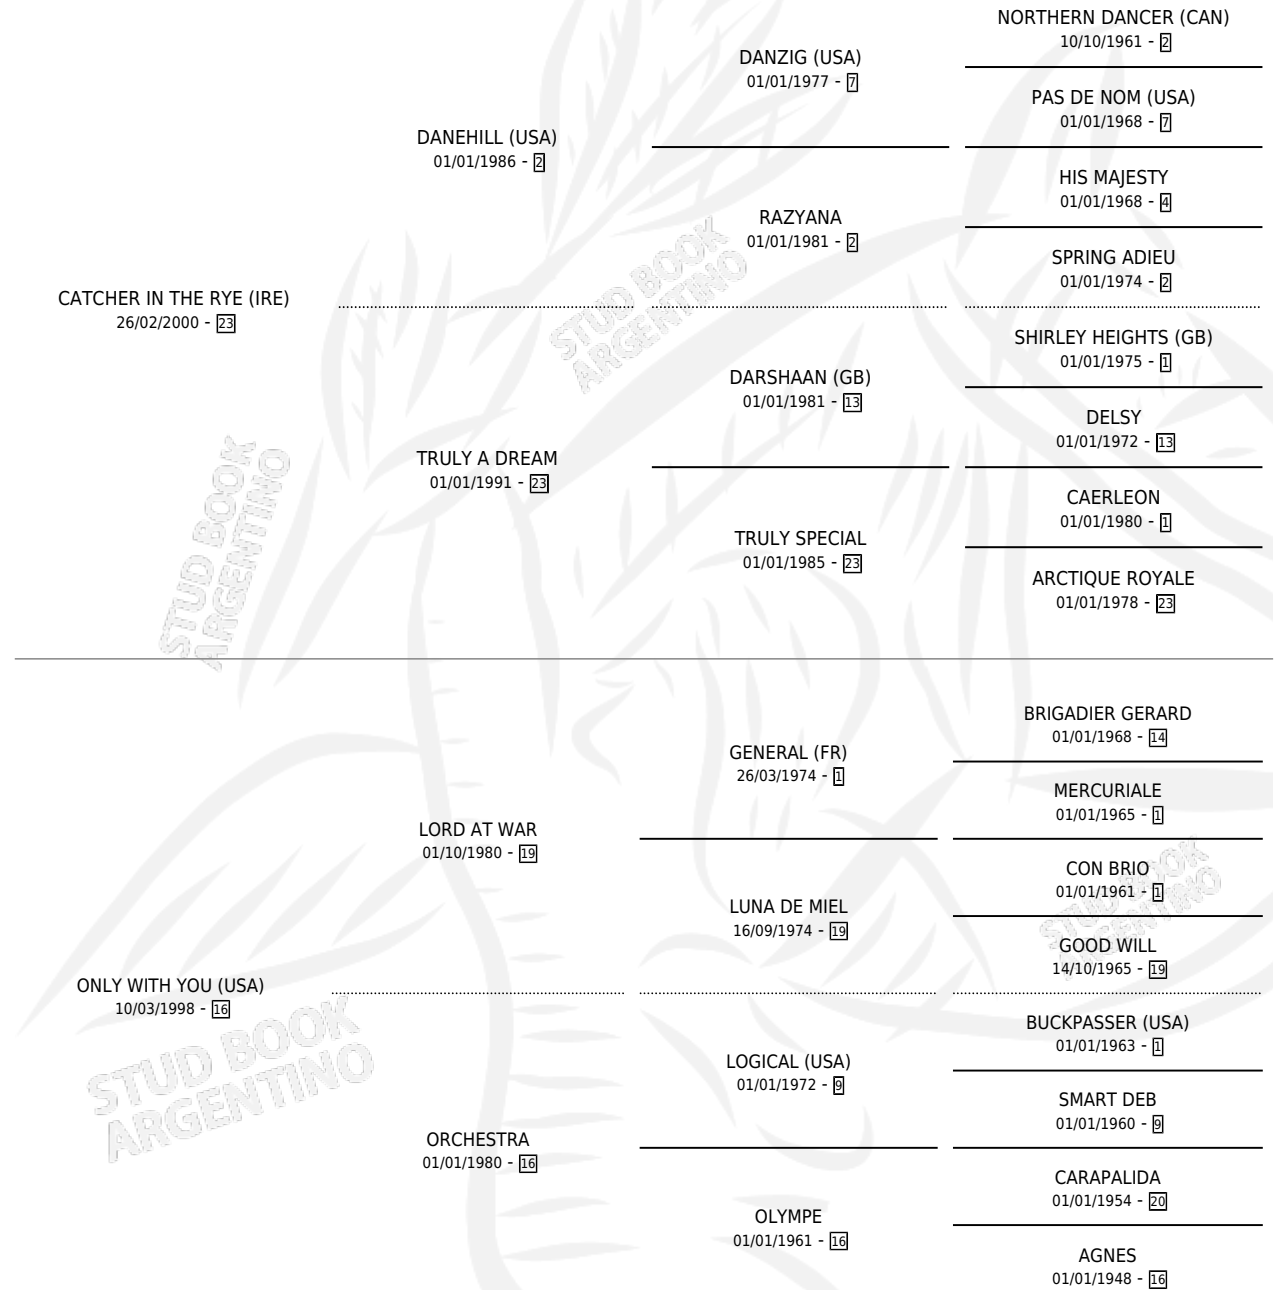 NORTHERN DANCER (CAN)
10/10/1961 - 2
DANZIG (USA)
01/01/1977 - 7
PAS DE NOM (USA)
01/01/1968 - 7
DANEHILL (USA)
01/01/1986 - 2
HIS MAJESTY
01/01/1968 - 4
RAZYANA
01/01/1981 - 2
SPRING ADIEU
01/01/1974 - 2
CATCHER IN THE RYE (IRE)
26/02/2000 - 23
SHIRLEY HEIGHTS (GB)
01/01/1975 - 1
DARSHAAN (GB)
01/01/1981 - 13
DELSY
01/01/1972 - 13
TRULY A DREAM
01/01/1991 - 23
CAERLEON
01/01/1980 - 1
TRULY SPECIAL
01/01/1985 - 23
ARCTIQUE ROYALE
01/01/1978 - 23
BRIGADIER GERARD
01/01/1968 - 14
GENERAL (FR)
26/03/1974 - 1
MERCURIALE
01/01/1965 - 1
LORD AT WAR
01/10/1980 - 19
CON BRIO
01/01/1961 - 1
LUNA DE MIEL
16/09/1974 - 19
GOOD WILL
14/10/1965 - 19
ONLY WITH YOU (USA)
10/03/1998 - 16
BUCKPASSER (USA)
01/01/1963 - 1
LOGICAL (USA)
01/01/1972 - 9
SMART DEB
01/01/1960 - 9
ORCHESTRA
01/01/1980 - 16
CARAPALIDA
01/01/1954 - 20
OLYMPE
01/01/1961 - 16
AGNES
01/01/1948 - 16
STUD BOOK
ARGENTINO
STUD BOOK
ARGENTINO
STUD BOOK
ARGENTINO
STUD BOOK
ARGENTINO